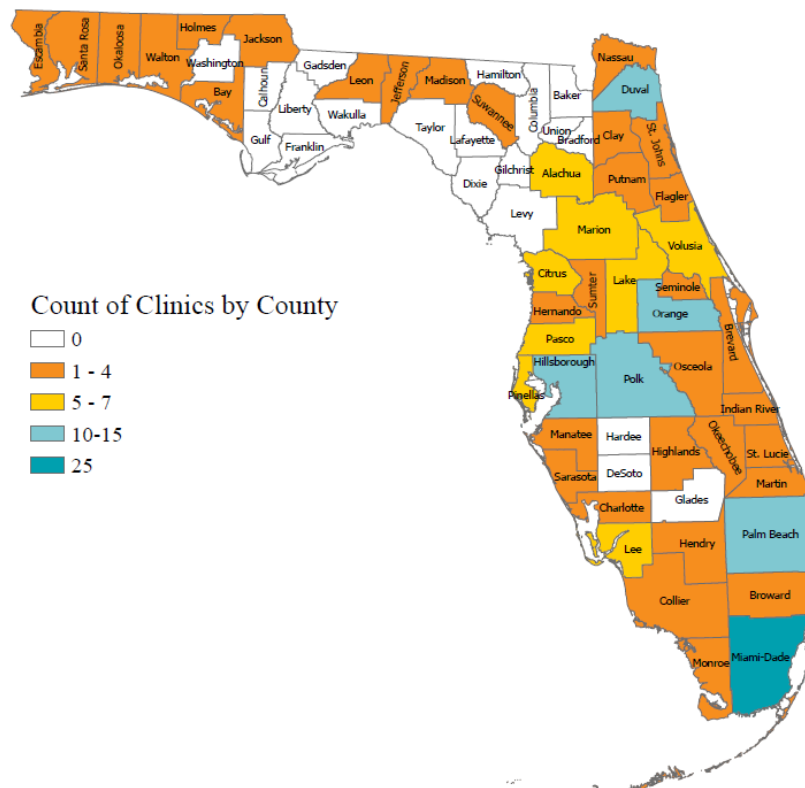 Escambia
Santa Rosa
Okaloosa
Walton
Holmes
Washington
Jackson
Bay
Calhoun
Gulf
Gadsden
Liberty
Franklin
Wakulla
Leon
Jefferson
Madison
Taylor
Hamilton
Suwannee
Lafayette
Dixie
Columbia
Gilchrist
Levy
Baker
Union
Bradford
Nassau
Duval
Clay
St. Johns
Alachua
Putnam
Flagler
Marion
Volusia
Citrus
Sumter
Lake
Seminole
Hernando
Orange
Pasco
Brevard
Hillsborough
Polk
Osceola
Pinellas
Indian River
Manatee
Hardee
Highlands
Okeechobee
St. Lucie
Sarasota
DeSoto
Martin
Charlotte
Glades
Lee
Hendry
Palm Beach
Collier
Broward
Monroe
Miami-Dade
Count of Clinics by County
0
1 - 4
5 - 7
10-15
25